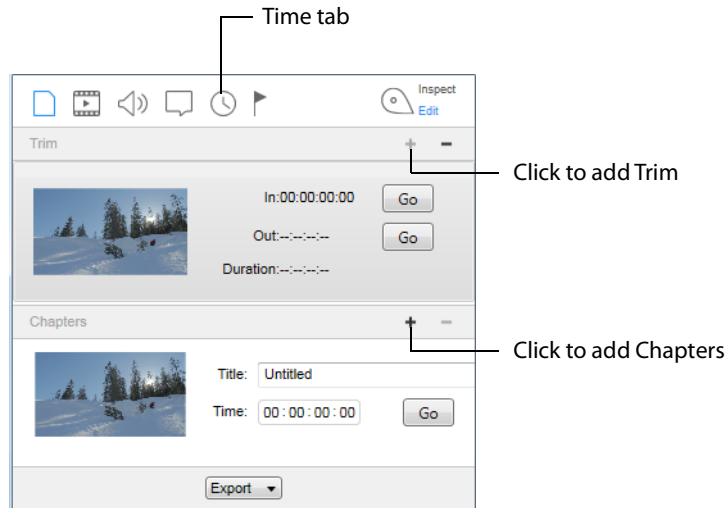 Time tab
Inspect
Edit
Trim
Click to add Trim
In:00:00:00:00
Go
Out:--:--:--:--
Go
Duration:--:--:--:--
Chapters
Click to add Chapters
Title: Untitled
Time: 00:00:00:00
Go
Export